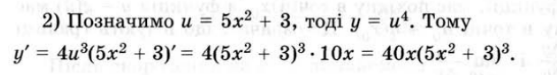 2) Позначимо u = 5x² + 3, тоді y = u⁴. Тому
y′ = 4u³(5x² + 3)′ = 4(5x² + 3)³ · 10x = 40x(5x² + 3)³.